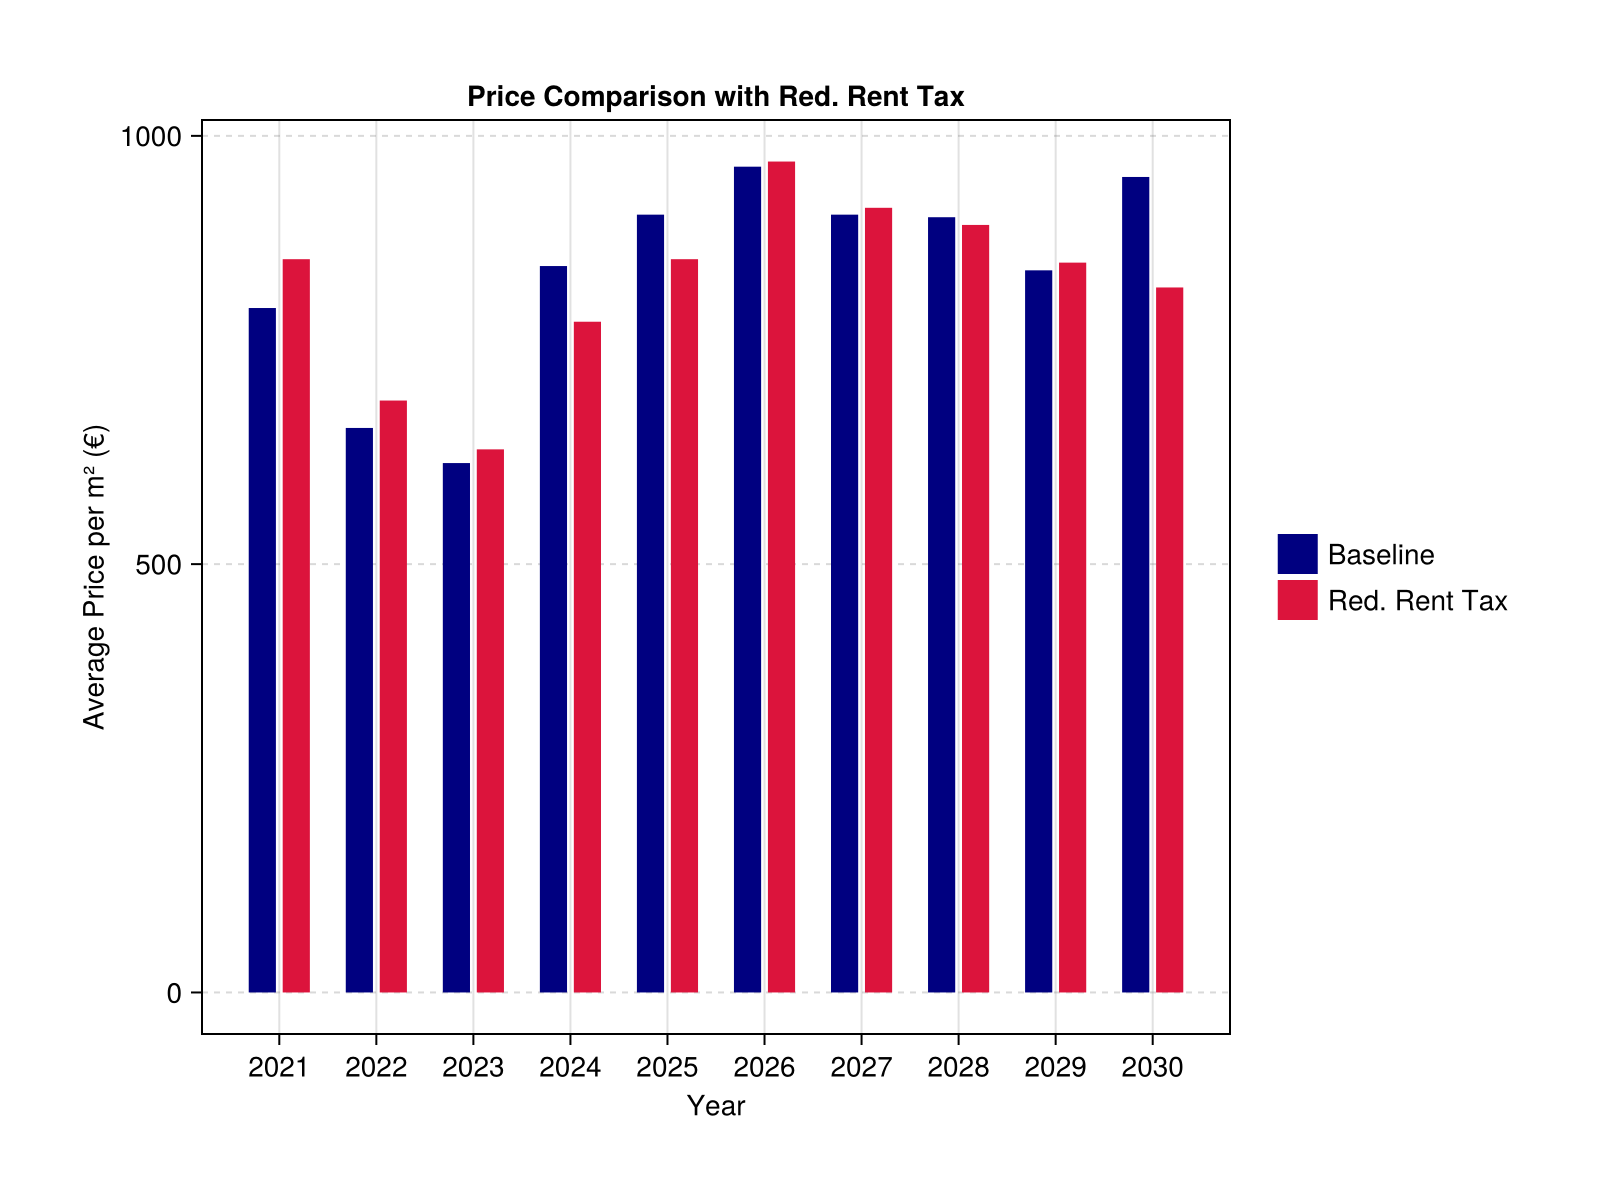 Price Comparison with Red. Rent Tax
1000
500
0
Average Price per m² (€)
2021 2022 2023 2024 2025 2026 2027 2028 2029 2030
Year
Baseline
Red. Rent Tax